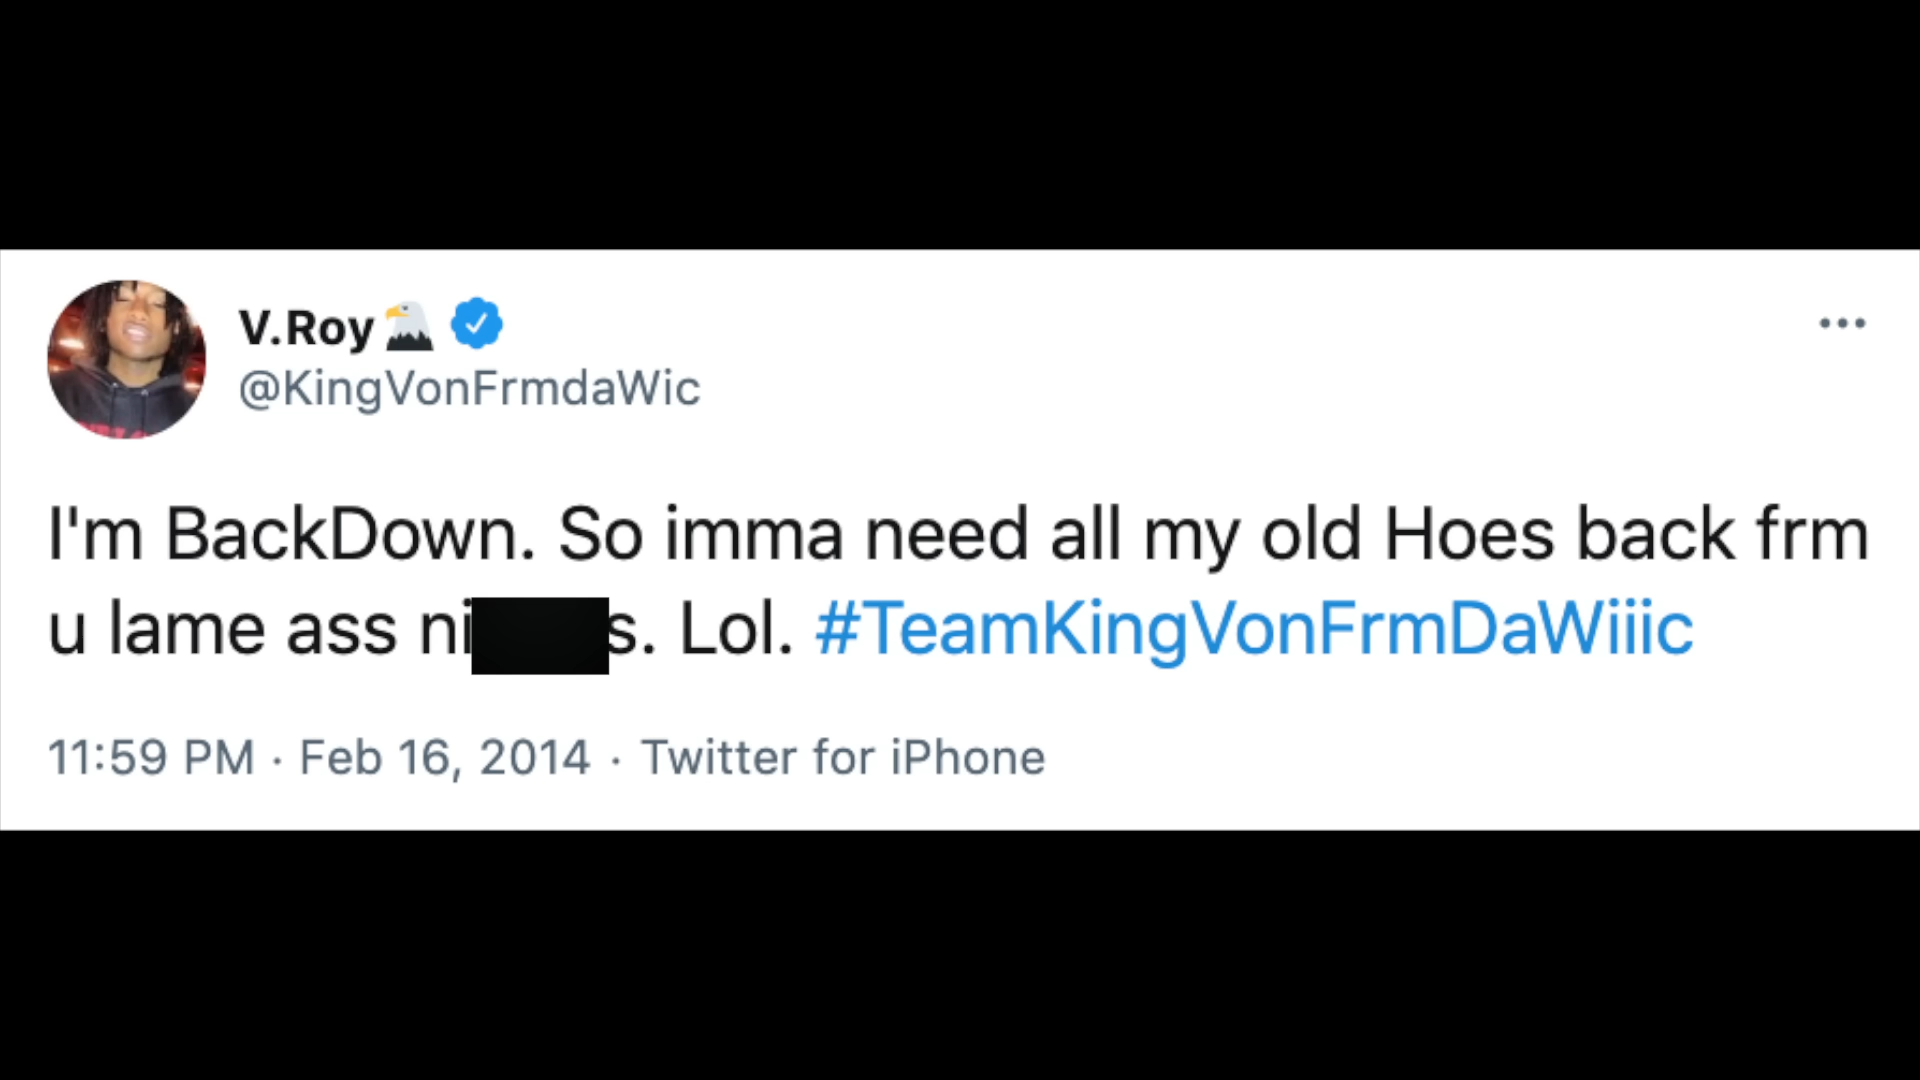 V.Roy🦅
@KingVonFrmdaWic
I'm BackDown. So imma need all my old Hoes back frm
u lame ass ni s. Lol. #TeamKingVonFrmDaWiiic
11:59 PM · Feb 16, 2014 · Twitter for iPhone